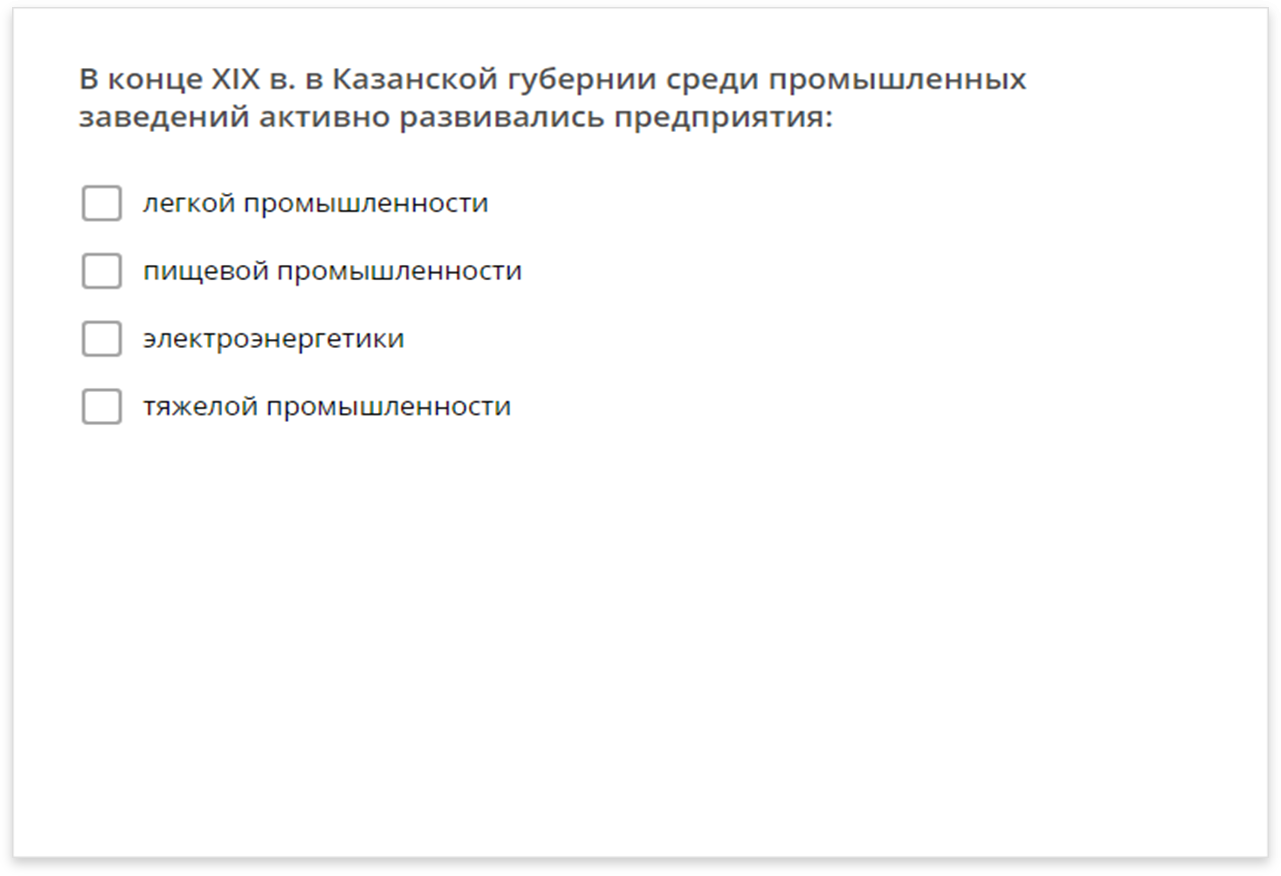 В конце XIX в. в Казанской губернии среди промышленных
заведений активно развивались предприятия:
легкой промышленности
пищевой промышленности
электроэнергетики
тяжелой промышленности